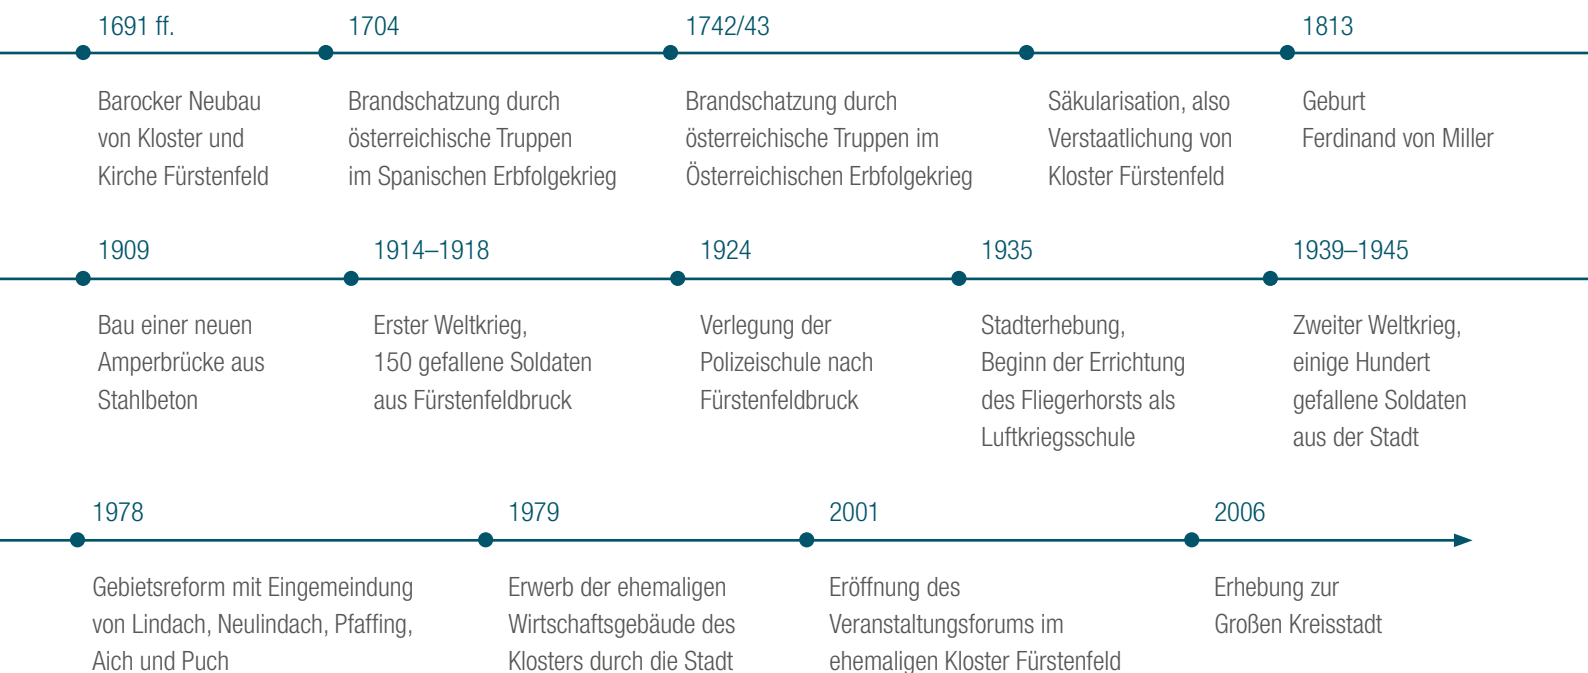 1691 ff.
1704
1742/43
1813
Barocker Neubau
von Kloster und
Kirche Fürstenfeld
Brandschatzung durch
österreichische Truppen
im Spanischen Erbfolgekrieg
Brandschatzung durch
österreichische Truppen im
Österreichischen Erbfolgekrieg
Säkularisation, also
Verstaatlichung von
Kloster Fürstenfeld
Geburt
Ferdinand von Miller
1909
1914–1918
1924
1935
1939–1945
Bau einer neuen
Amperbrücke aus
Stahlbeton
Erster Weltkrieg,
150 gefallene Soldaten
aus Fürstenfeldbruck
Verlegung der
Polizeischule nach
Fürstenfeldbruck
Stadterhebung,
Beginn der Errichtung
des Fliegerhorsts als
Luftkriegsschule
Zweiter Weltkrieg,
einige Hundert
gefallene Soldaten
aus der Stadt
1978
1979
2001
2006
Gebietsreform mit Eingemeindung
von Lindach, Neulindach, Pfaffing,
Aich und Puch
Erwerb der ehemaligen
Wirtschaftsgebäude des
Klosters durch die Stadt
Eröffnung des
Veranstaltungsforums im
ehemaligen Kloster Fürstenfeld
Erhebung zur
Großen Kreisstadt